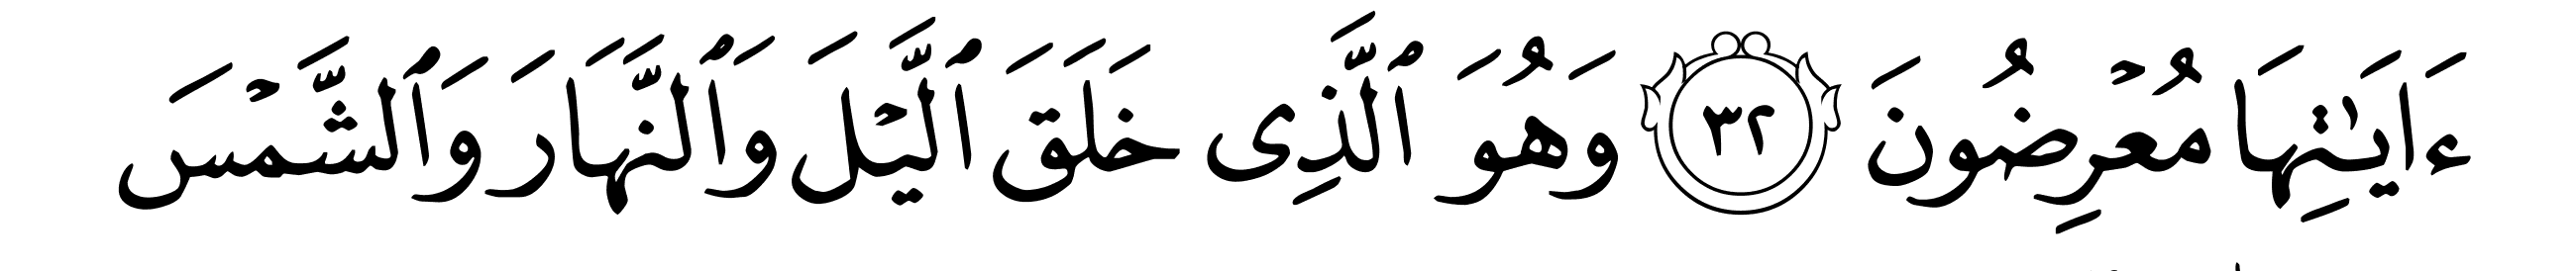 ءَايَٰتِهَا مُعْرِضُونَ ٣٢ وَهُوَ ٱلَّذِى خَلَقَ ٱلَّيْلَ وَٱلنَّهَارَ وَٱلشَّمْسَ